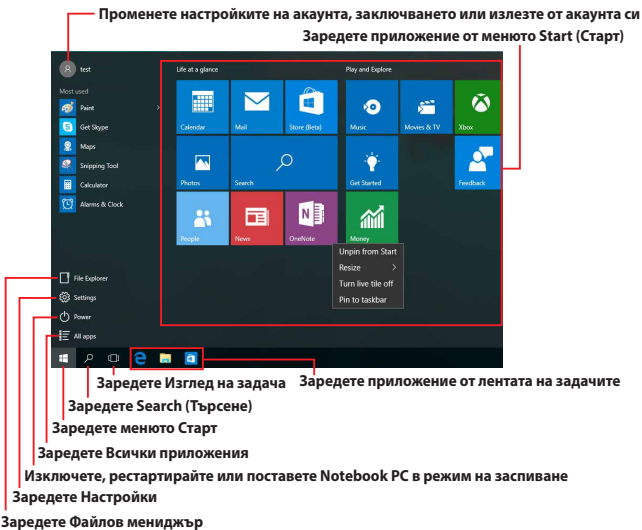 Променете настройките на акаунта, заключването или излезте от акаунта си
Заредете приложение от менюто Start (Старт)
test
Life at a glance
Play and Explore
Most used
Paint
Get Skype
Maps
Snipping Tool
Calculator
Alarms & Clock
Calendar
Mail
Store (Beta)
Music
Movies & TV
Xbox
Photos
Search
Get Started
Feedback
People
News
OneNote
Money
Unpin from Start
Resize
Turn live tile off
Pin to taskbar
File Explorer
Settings
Power
All apps
Заредете Изглед на задача
Заредете приложение от лентата на задачите
Заредете Search (Търсене)
Заредете менюто Старт
Заредете Всички приложения
Изключете, рестартирайте или поставете Notebook PC в режим на заспиване
Заредете Настройки
Заредете Файлов мениджър